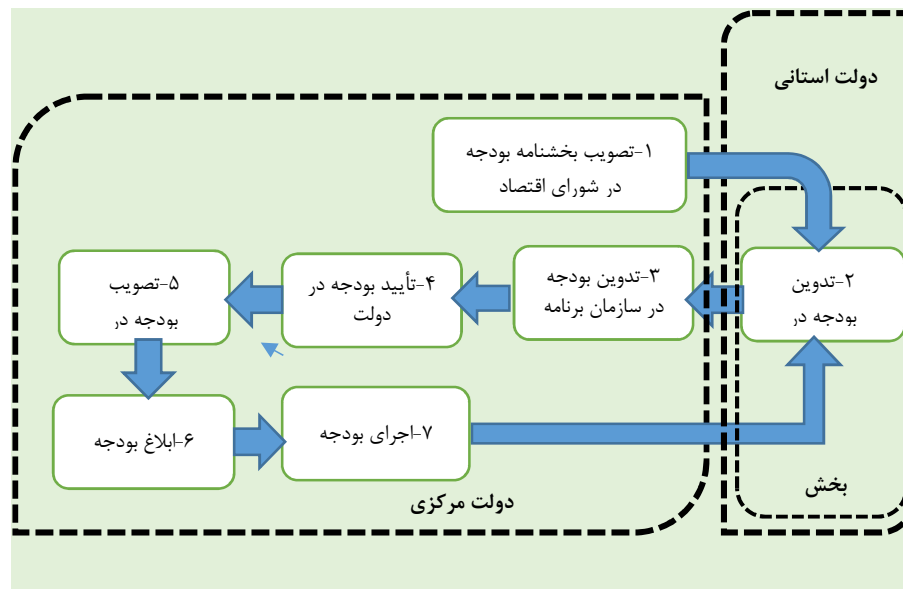 دولت استانی
۱-تصویب بخشنامه بودجه
در شورای اقتصاد
۲-تدوین
بودجه در
۳-تدوین بودجه
در سازمان برنامه
۴-تأیید بودجه در
دولت
۵-تصویب
بودجه در
۶-ابلاغ بودجه
۷-اجرای بودجه
بخش
دولت مرکزی